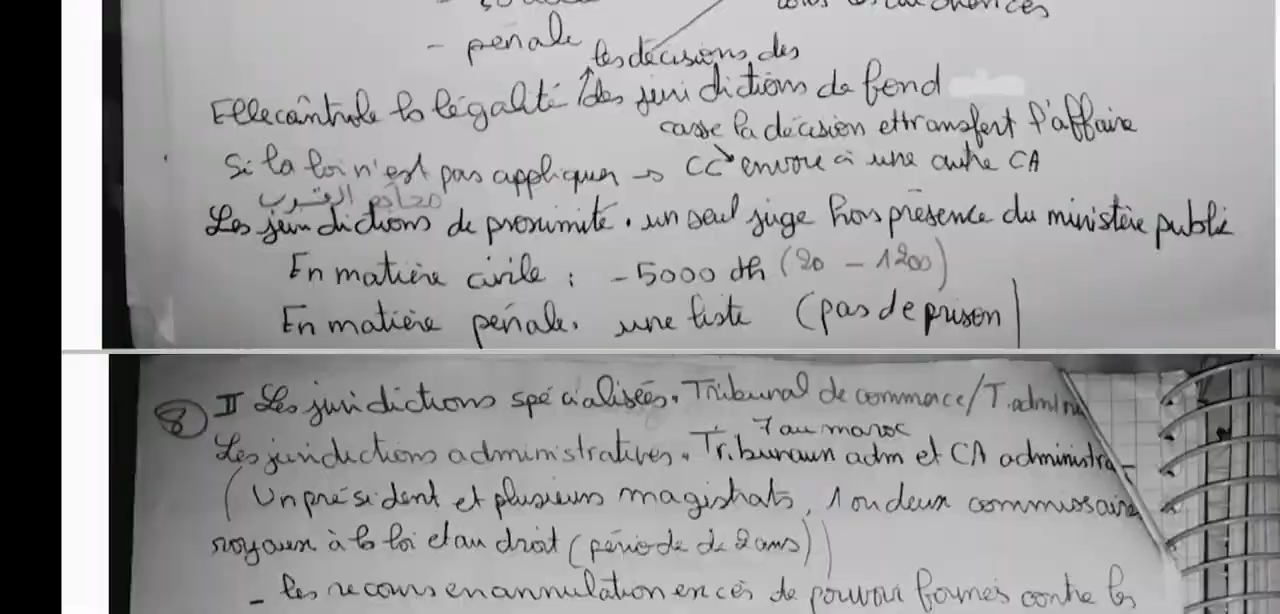 - pénale
les décisions des
Elle contrôle la légalité des juridictions de fond
casse la décision et transfert l'affaire
Si la loi n'est pas appliquer → CC envoie à une autre CA
محاكم القرب
Les juridictions de proximité. un seul juge hors présence du ministère public
En matière civile : - 5000 dh (20 - 1200)
En matière pénale. une liste (pas de prison)
8 II Les juridictions spécialisées. Tribunal de commerce/T.admin
7 au maroc
Les juridictions administratives. Tribunaux adm et CA administra-
(Un président et plusieurs magistrats, 1 ou deux commissaires
royaux à la loi et au droit (période de 2 ans))
- les recours en annulation en ecès de pouvoir formés contre les